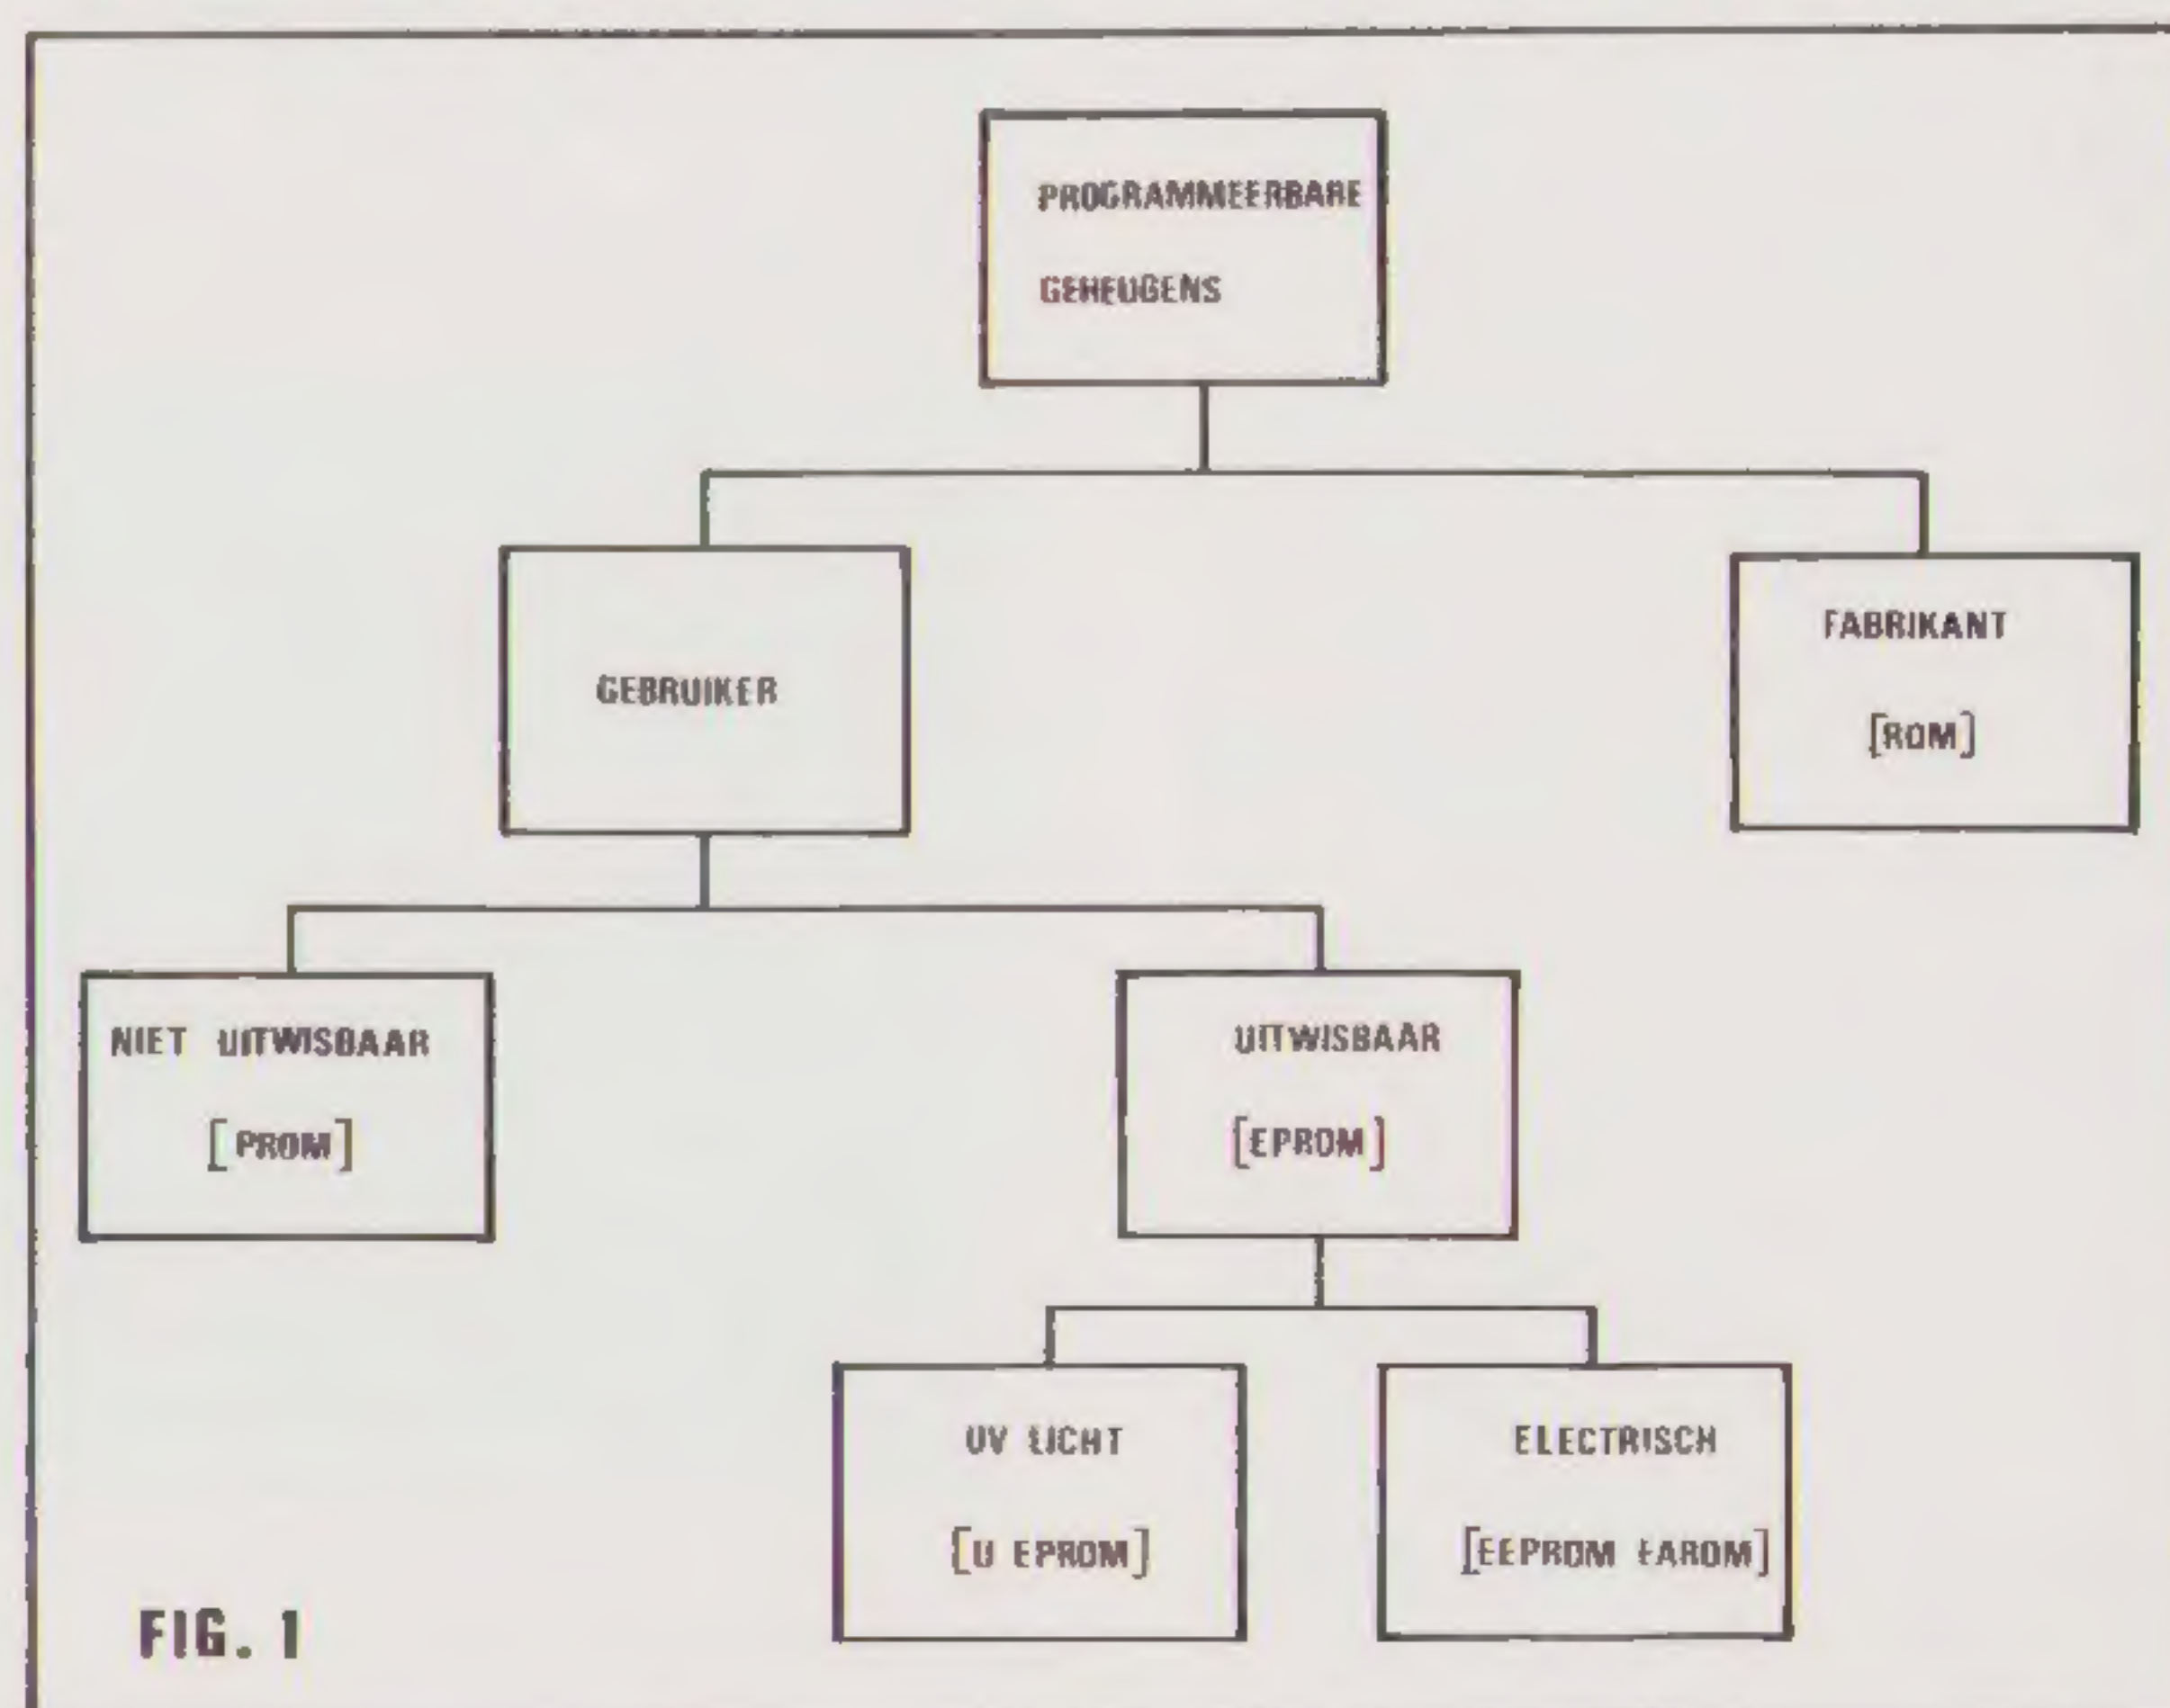 PROGRAMMEERBARE
GEHEUGENS
GEBRUIKER
FABRIKANT
[ROM]
NIET UITWISBAAR
[PROM]
UITWISBAAR
[EPROM]
UV LICHT
[U EPROM]
ELECTRISCH
[EEPROM EAROM]
FIG. 1